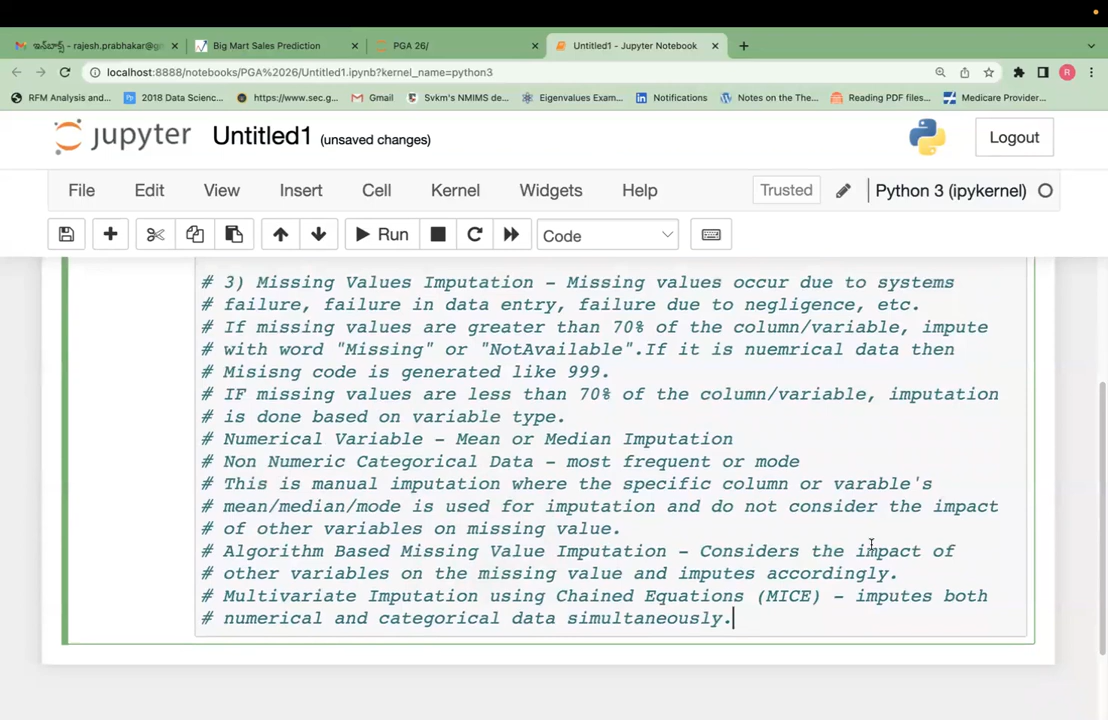 ఇన్‌బాక్స్ - rajesh.prabhakar@g
Big Mart Sales Prediction
PGA 26/
Untitled1 - Jupyter Notebook
localhost:8888/notebooks/PGA%2026/Untitled1.ipynb?kernel_name=python3
RFM Analysis and...
2018 Data Scienc...
https://www.sec.g...
Gmail
Svkm's NMIMS de...
Eigenvalues Exam...
Notifications
Notes on the The...
Reading PDF files...
Medicare Provider...
R
jupyter Untitled1 (unsaved changes)
Logout
File Edit View Insert Cell Kernel Widgets Help
Trusted
Python 3 (ipykernel)
Run
Code
# 3) Missing Values Imputation - Missing values occur due to systems
# failure, failure in data entry, failure due to negligence, etc.
# If missing values are greater than 70% of the column/variable, impute
# with word "Missing" or "NotAvailable".If it is nuemrical data then
# Misisng code is generated like 999.
# IF missing values are less than 70% of the column/variable, imputation
# is done based on variable type.
# Numerical Variable - Mean or Median Imputation
# Non Numeric Categorical Data - most frequent or mode
# This is manual imputation where the specific column or varable's
# mean/median/mode is used for imputation and do not consider the impact
# of other variables on missing value.
# Algorithm Based Missing Value Imputation - Considers the impact of
# other variables on the missing value and imputes accordingly.
# Multivariate Imputation using Chained Equations (MICE) - imputes both
# numerical and categorical data simultaneously.